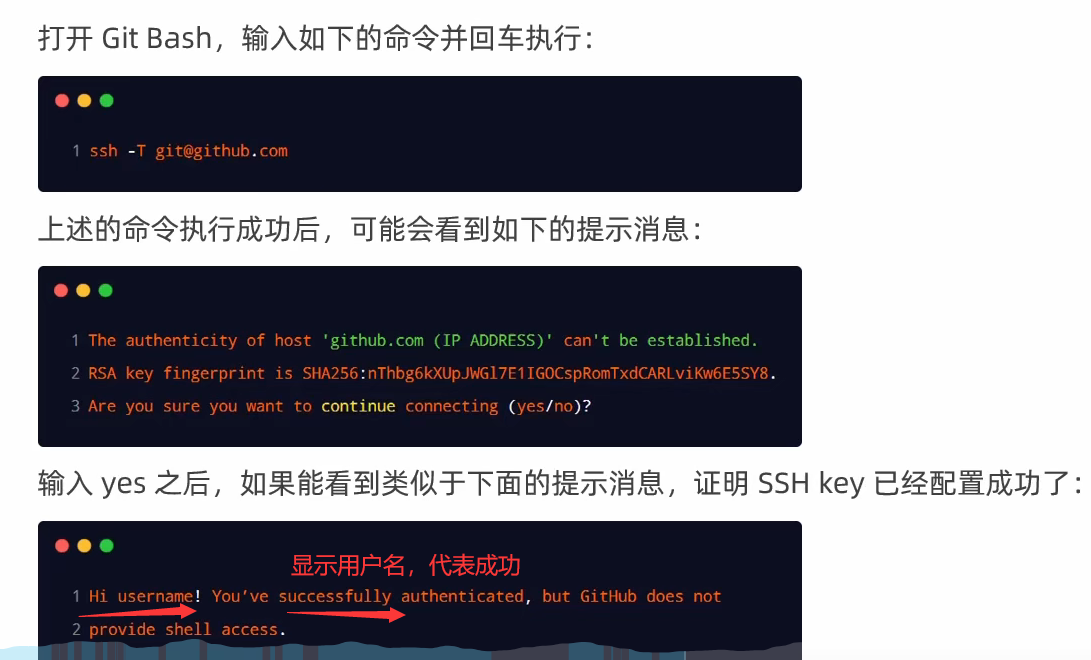 打开 Git Bash，输入如下的命令并回车执行：
1 ssh -T git@github.com
上述的命令执行成功后，可能会看到如下的提示消息：
1 The authenticity of host 'github.com (IP ADDRESS)' can't be established.
2 RSA key fingerprint is SHA256:nThbg6kXUpJWGl7E1IGOCspRomTxdCARLviKw6E5SY8.
3 Are you sure you want to continue connecting (yes/no)?
输入 yes 之后，如果能看到类似于下面的提示消息，证明 SSH key 已经配置成功了：
显示用户名，代表成功
1 Hi username! You’ve successfully authenticated, but GitHub does not
2 provide shell access.